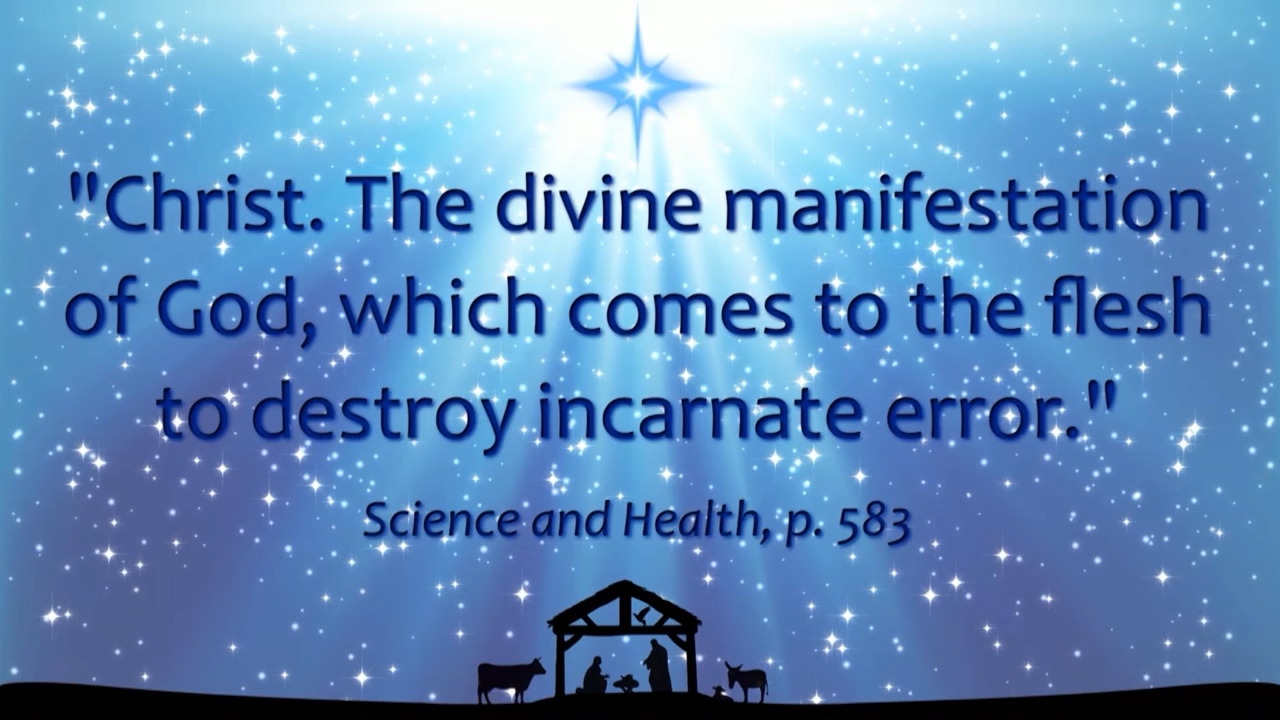 "Christ. The divine manifestation
of God, which comes to the flesh
to destroy incarnate error."
Science and Health, p. 583